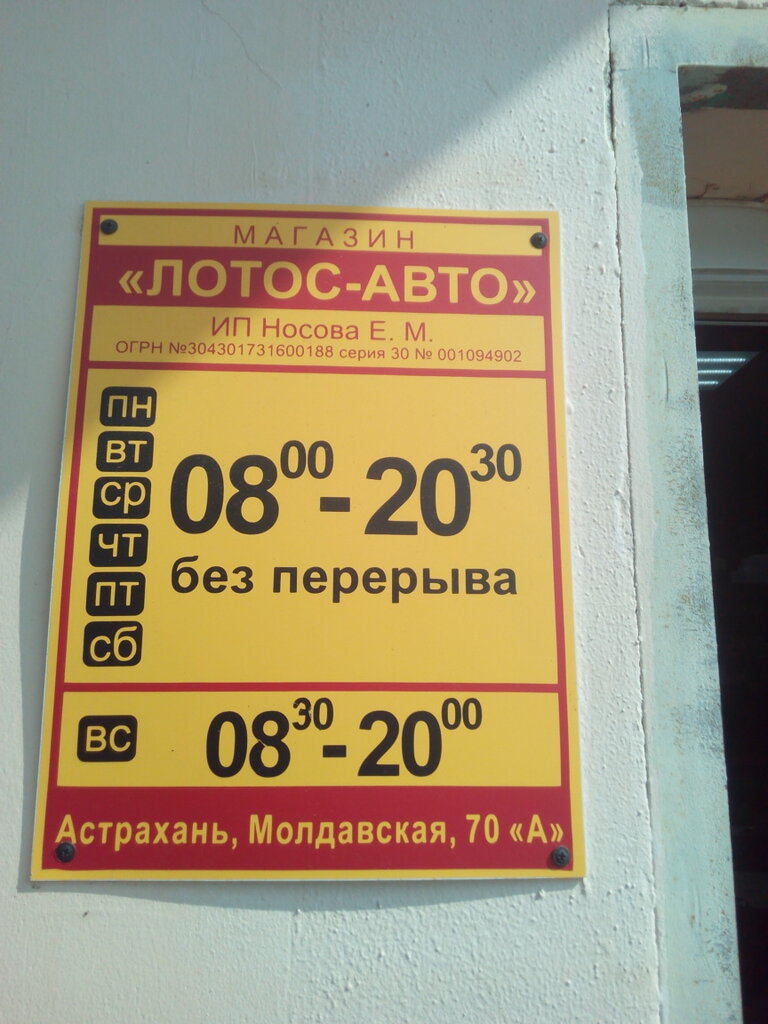 МАГАЗИН
«ЛОТОС-АВТО»
ИП Носова Е. М.
ОГРН №304301731600188 серия 30 № 001094902
пн
вт
ср
чт
пт
сб
08⁰⁰-20³⁰
без перерыва
вс
08³⁰-20⁰⁰
Астрахань, Молдавская, 70 «А»